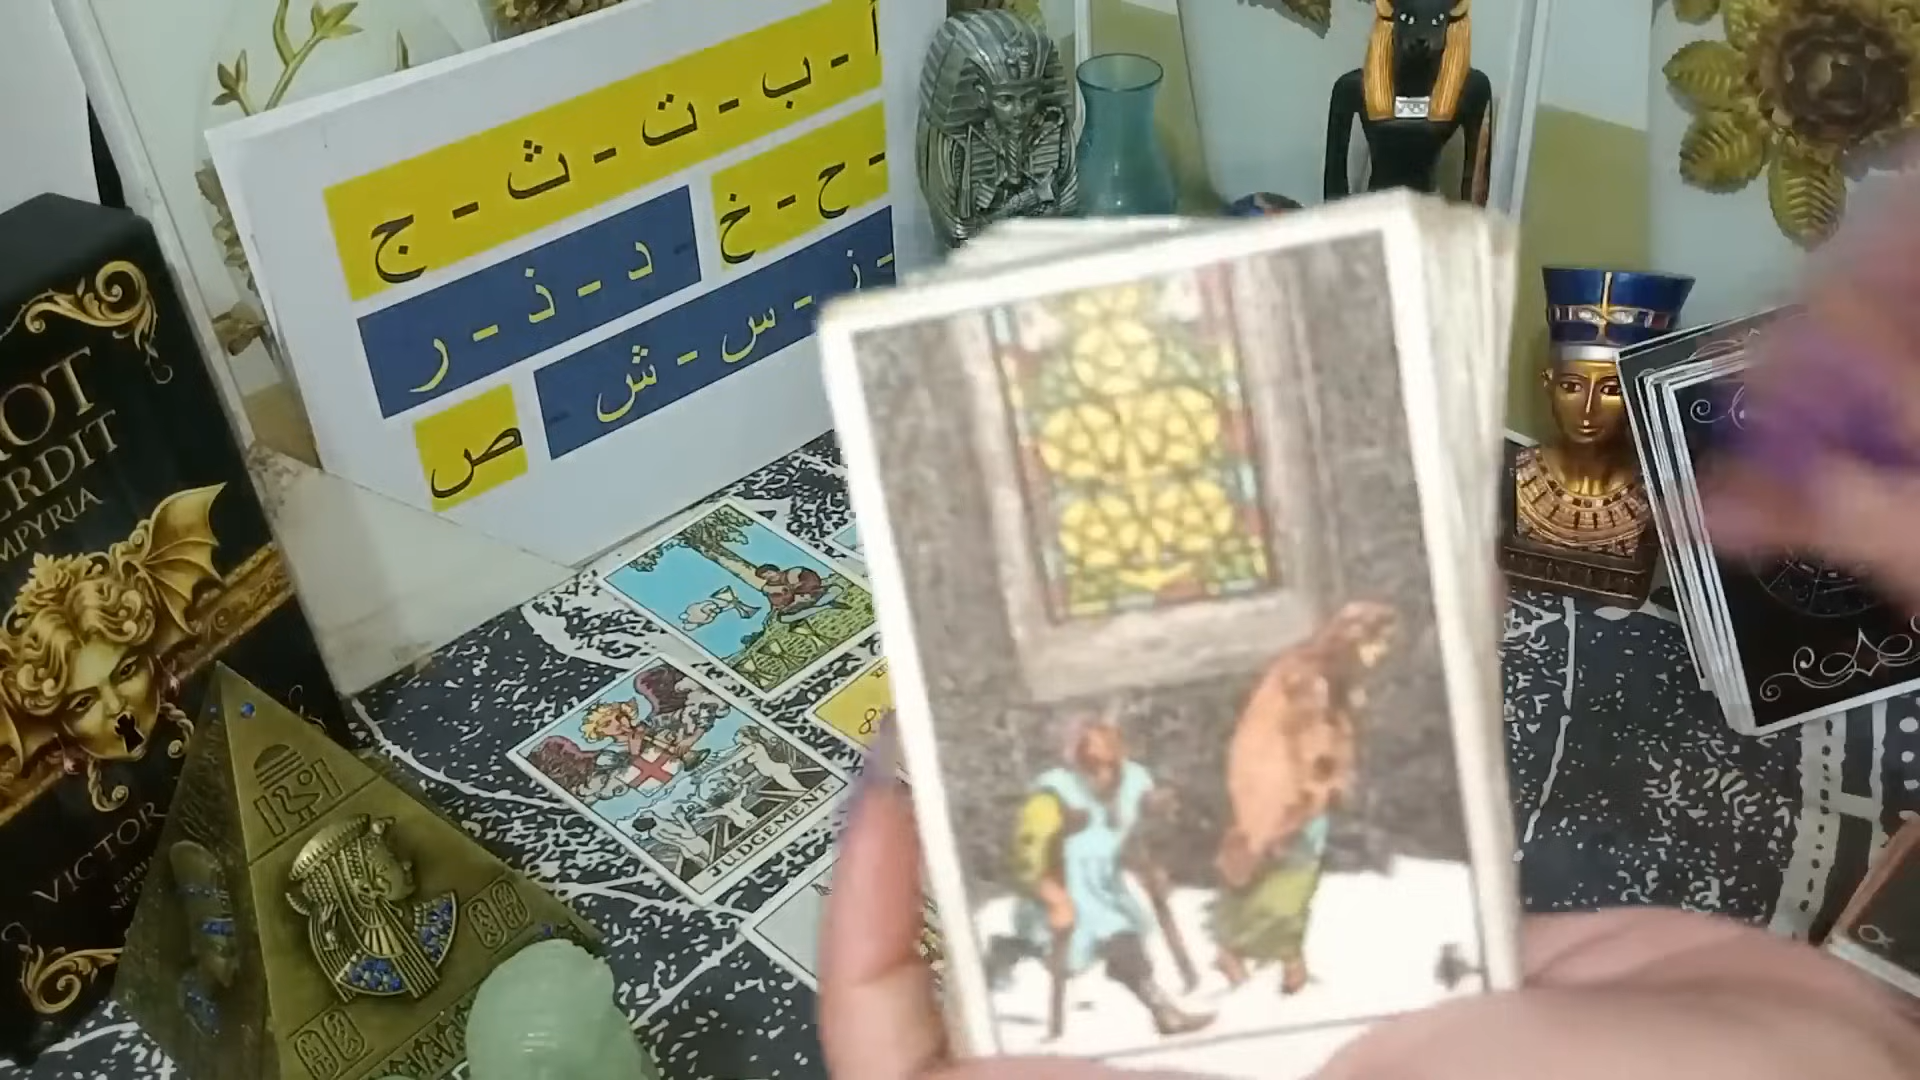 أ - ب - ت - ث - ج
- ح - خ
- د - ذ - ر
- ز - س - ش -
ص
JUDGEMENT.
VICTOR